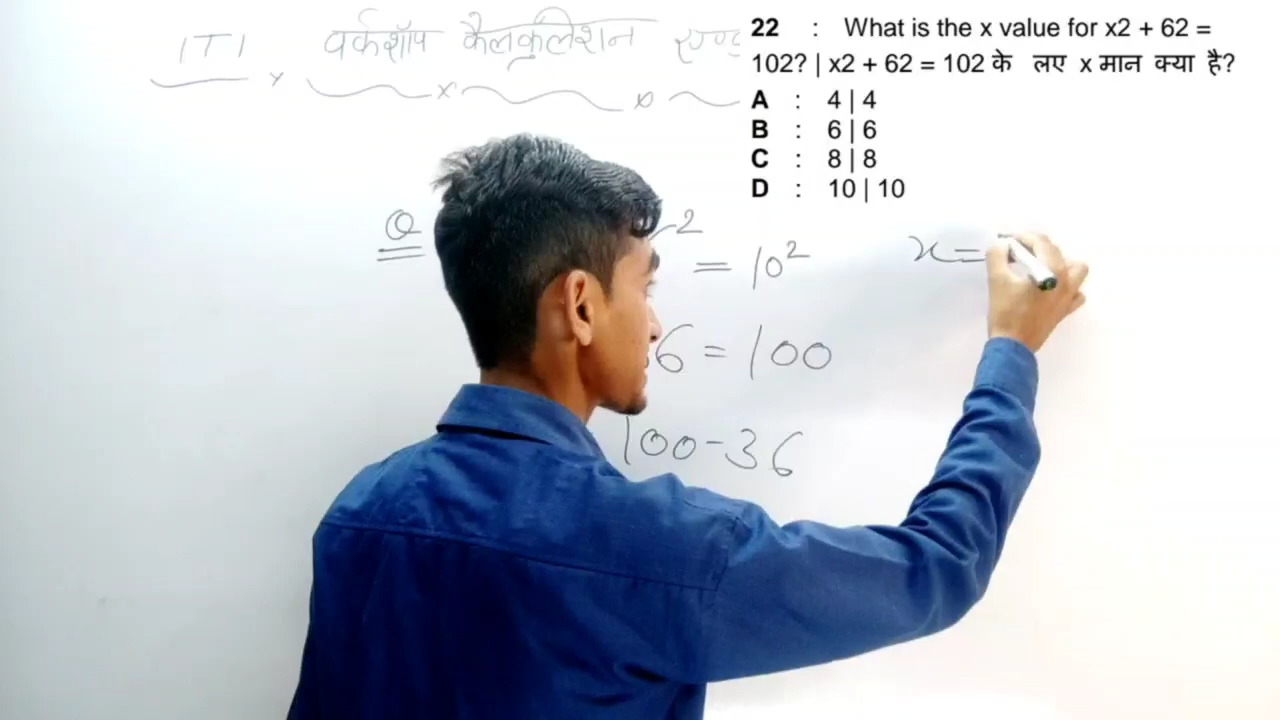 ITI वर्कशॉप कैलकुलेशन
22 : What is the x value for x2 + 62 =
102? | x2 + 62 = 102 के लए x मान क्या है?
A : 4 | 4
B : 6 | 6
C : 8 | 8
D : 10 | 10
Q 2 = 10²
x=
6 = 100
100-36